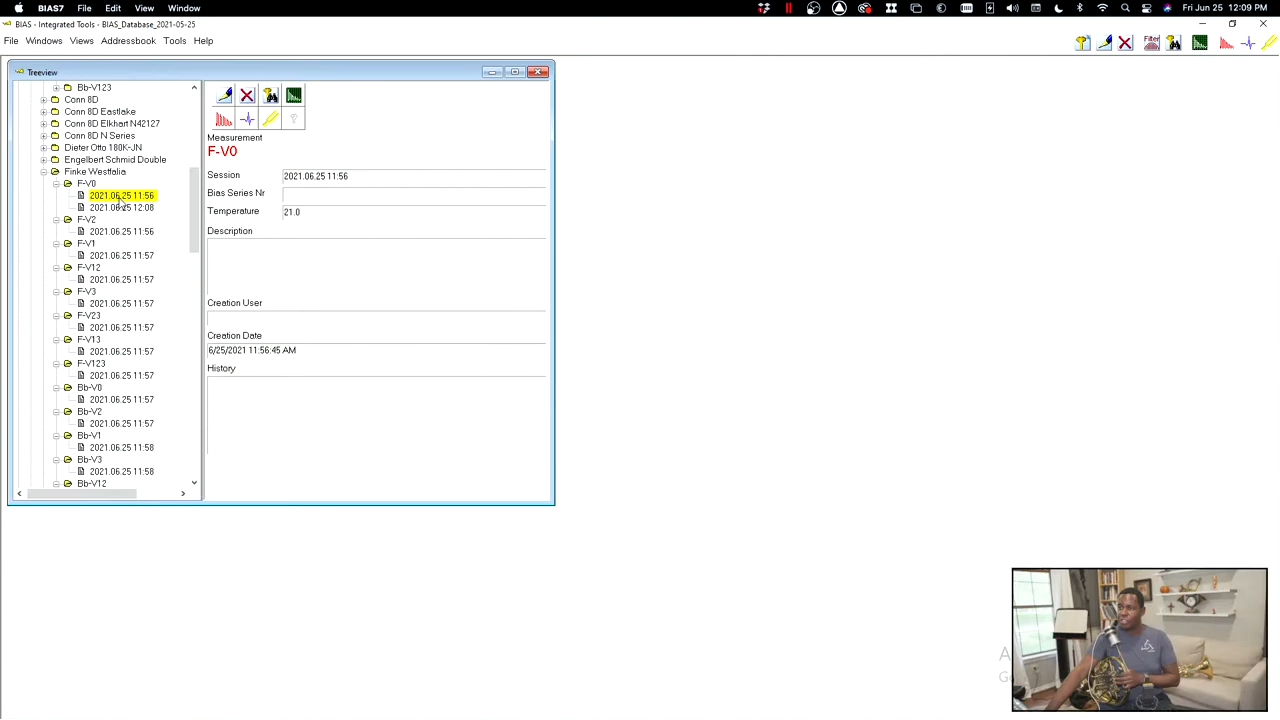 BIAS7 File Edit View Window Fri Jun 25 12:09 PM
BIAS - Integrated Tools - BIAS_Database_2021-05-25
File Windows Views Addressbook Tools Help
Filter
Treeview
Bb-V123
Conn 8D
Conn 8D Eastlake
Conn 8D Elkhart N42127
Conn 8D N Series
Dieter Otto 180K-JN
Engelbert Schmid Double
Finke Westfalia
F-V0
2021.06.25 11:56
2021.06.25 12:08
F-V2
2021.06.25 11:56
F-V1
2021.06.25 11:57
F-V12
2021.06.25 11:57
F-V3
2021.06.25 11:57
F-V23
2021.06.25 11:57
F-V13
2021.06.25 11:57
F-V123
2021.06.25 11:57
Bb-V0
2021.06.25 11:57
Bb-V2
2021.06.25 11:57
Bb-V1
2021.06.25 11:58
Bb-V3
2021.06.25 11:58
Bb-V12
Measurement
F-V0
Session 2021.06.25 11:56
Bias Series Nr
Temperature 21.0
Description
Creation User
Creation Date
6/25/2021 11:56:45 AM
History